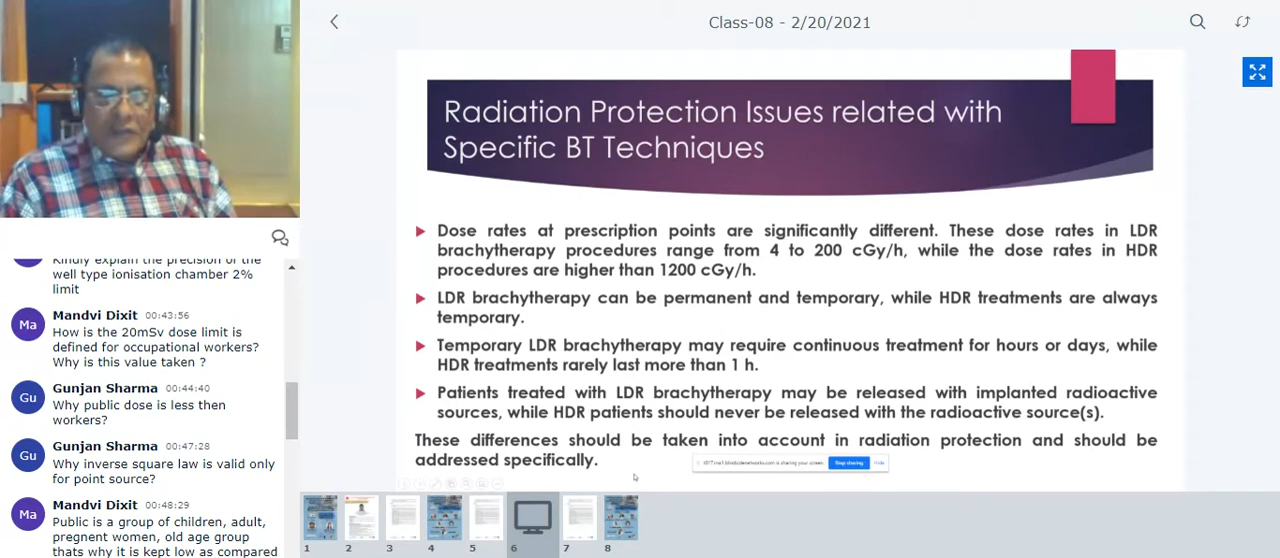 Class-08 - 2/20/2021
Radiation Protection Issues related with
Specific BT Techniques
Dose rates at prescription points are significantly different. These dose rates in LDR
brachytherapy procedures range from 4 to 200 cGy/h, while the dose rates in HDR
procedures are higher than 1200 cGy/h.
LDR brachytherapy can be permanent and temporary, while HDR treatments are always
temporary.
Temporary LDR brachytherapy may require continuous treatment for hours or days, while
HDR treatments rarely last more than 1 h.
Patients treated with LDR brachytherapy may be released with implanted radioactive
sources, while HDR patients should never be released with the radioactive source(s).
These differences should be taken into account in radiation protection and should be
addressed specifically.
is sharing your screen
Stop sharing
Hide
Kindly explain the precision of the
well type ionisation chamber 2%
limit
Ma
Mandvi Dixit 00:43:56
How is the 20mSv dose limit is
defined for occupational workers?
Why is this value taken ?
Gu
Gunjan Sharma 00:44:40
Why public dose is less then
workers?
Gu
Gunjan Sharma 00:47:28
Why inverse square law is valid only
for point source?
Ma
Mandvi Dixit 00:48:29
Public is a group of children, adult,
pregnent women, old age group
thats why it is kept low as compared
1 2 3 4 5 6 7 8